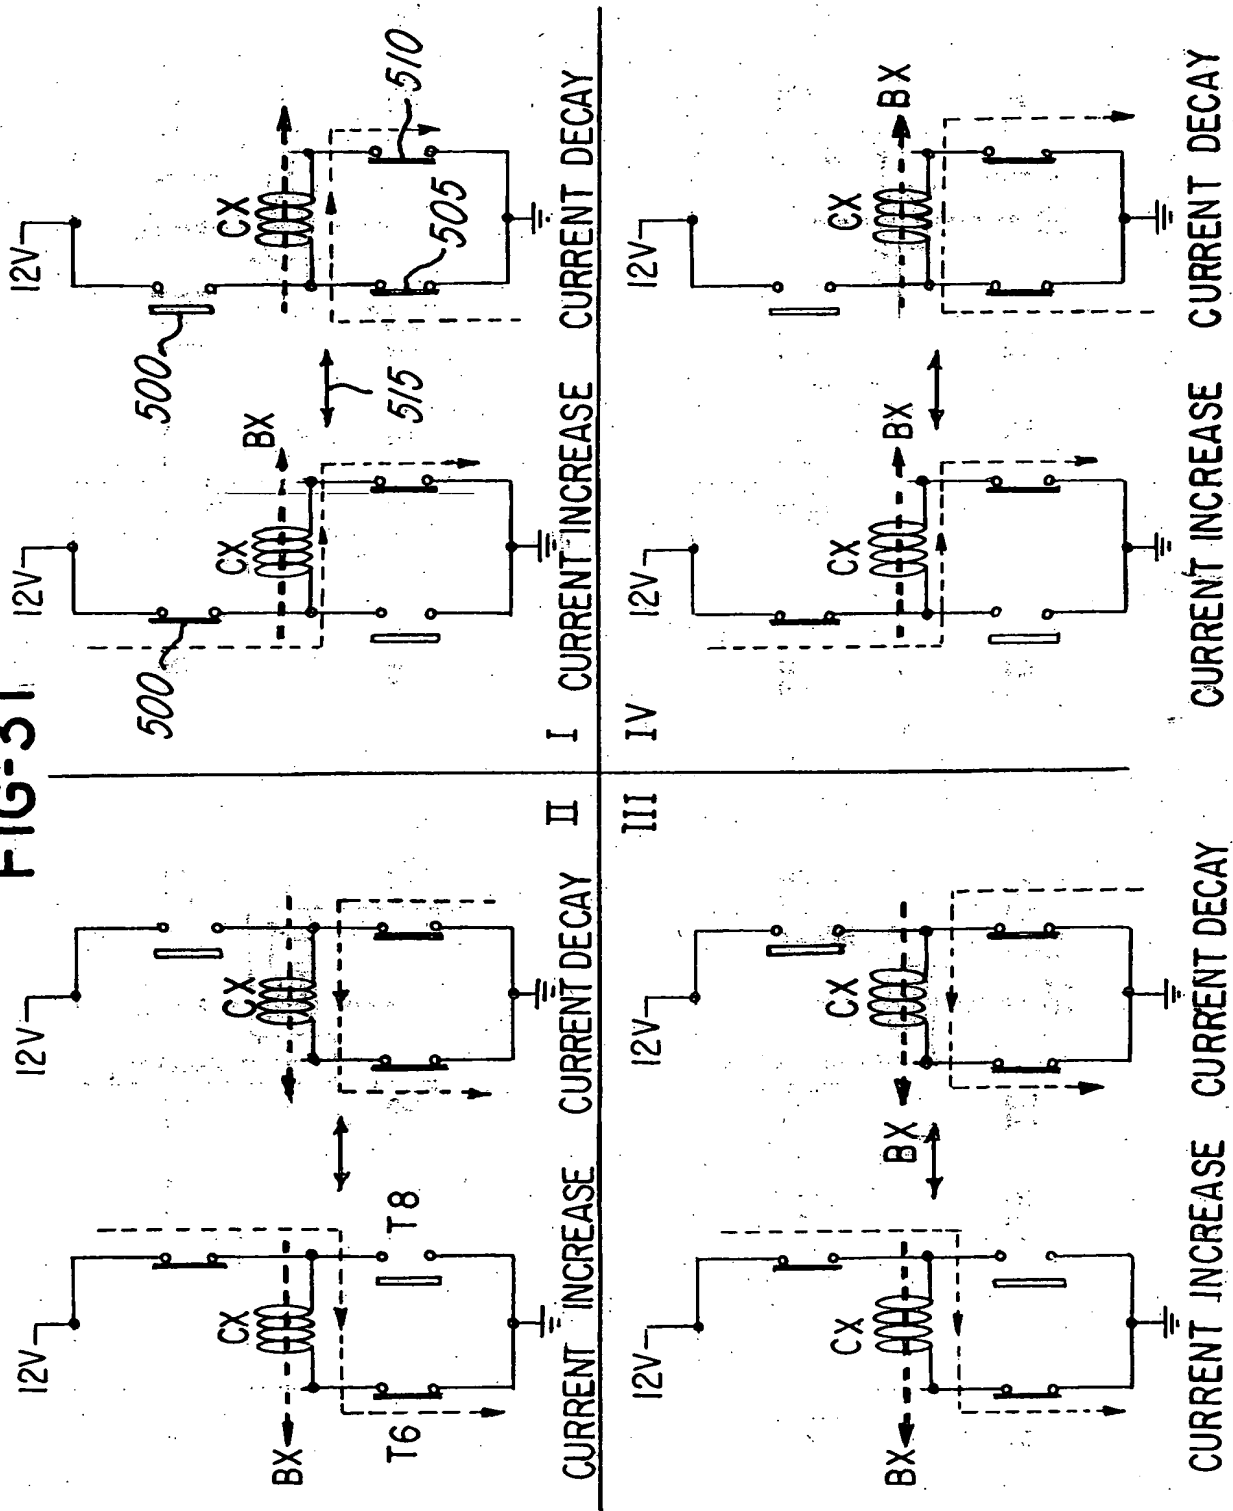 FIG-31
12V
12V
CX
CX
BX
T6
T8
CURRENT INCREASE
CURRENT DECAY
II
12V
12V
500
500
CX
BX
CX
515
505
510
I
CURRENT INCREASE
CURRENT DECAY
III
12V
12V
BX
CX
BX
CX
CURRENT INCREASE
CURRENT DECAY
IV
12V
12V
CX
BX
CX
BX
CURRENT INCREASE
CURRENT DECAY